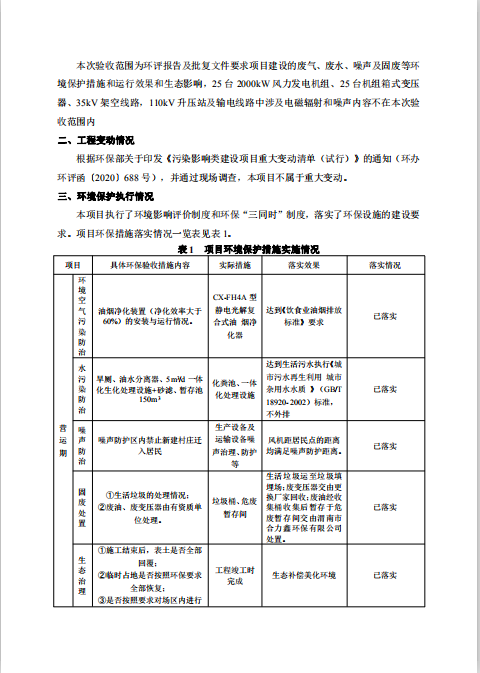 本次验收范围为环评报告及批复文件要求项目建设的废气、废水、噪声及固废等环
境保护措施和运行效果和生态影响，25 台 2000kW 风力发电机组、25 台机组箱式变压
器、35kV 架空线路，110kV 升压站及输电线路中涉及电磁辐射和噪声内容不在本次验
收范围内
二、工程变动情况
根据环保部关于印发《污染影响类建设项目重大变动清单（试行）》的通知（环办
环评函〔2020〕688 号），并通过现场调查，本项目不属于重大变动。
三、环境保护执行情况
本项目执行了环境影响评价制度和环保“三同时”制度，落实了环保设施的建设要
求。项目环保措施落实情况一览表见表 1。
表 1 项目环境保护措施实施情况
项目 具体环保验收措施内容 实际措施 落实效果 落实情况
营运期
环境空气污染防治
油烟净化装置（净化效率大于
60%）的安装与运行情况。
CX-FH4A 型
静电光解复
合式油 烟净
化器
达到《饮食业油烟排放
标准》要求
已落实
水污染防治
旱厕、油水分离器、5m³/d 一体
化生化处理设施+砂滤、暂存池
150m³
化粪池、一体
化处理设施
达到生活污水执行《城
市污水再生利用 城市
杂用水水质 》（GB/T
18920-2002）标准，
不外排
已落实
噪声防治
噪声防护区内禁止新建村庄迁
入居民
生产设备及
运输设备噪
声治理、防护
等
风机距居民点的距离
均满足噪声防护距离。
已落实
固废处置
①生活垃圾的处理情况；
②废油、废变压器由有资质单
位处理。
垃圾桶、危废
暂存间
生活垃圾运至垃圾填
埋场；废变压器交由更
换厂家回收；废油经收
集桶收集后暂存于危
废暂存间交由渭南市
合力鑫环保有限公司
处置。
已落实
生态治理
①施工结束后，表土是否全部
回覆；
②临时占地是否按照环保要求
全部恢复；
③是否按照要求对场区内进行
工程竣工时
完成
生态补偿美化环境
已落实